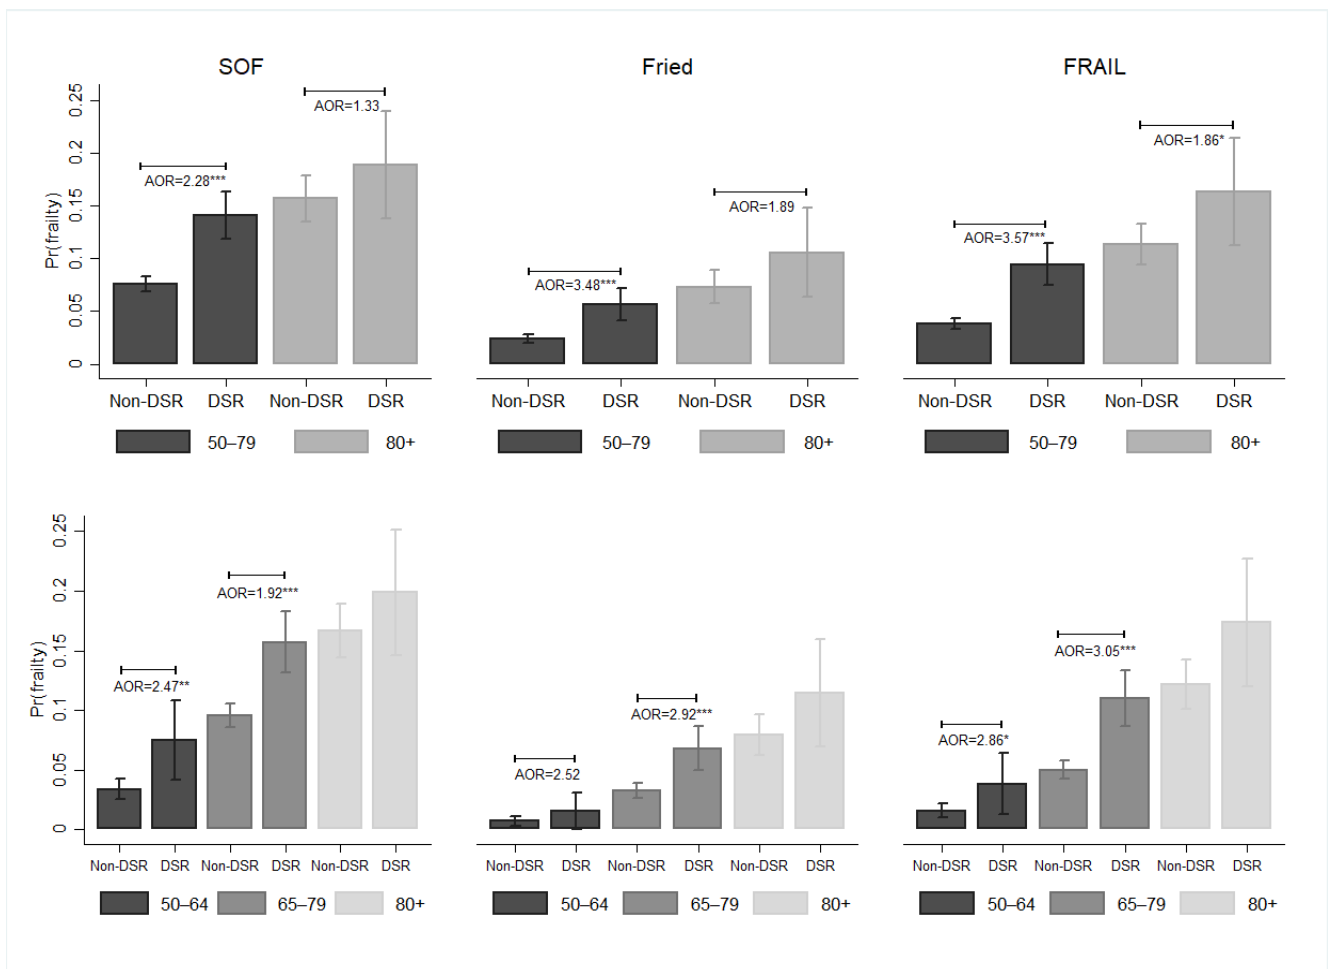 SOF
Fried
FRAIL
Pr(frailty)
0
0.05
0.1
0.15
0.2
0.25
AOR=2.28***
AOR=1.33
AOR=3.48***
AOR=1.89
AOR=3.57***
AOR=1.86*
Non-DSR DSR Non-DSR DSR
Non-DSR DSR Non-DSR DSR
Non-DSR DSR Non-DSR DSR
50–79 80+
50–79 80+
50–79 80+
Pr(frailty)
0
0.05
0.1
0.15
0.2
0.25
AOR=2.47**
AOR=1.92***
AOR=2.52
AOR=2.92***
AOR=2.86*
AOR=3.05***
Non-DSR DSR Non-DSR DSR Non-DSR DSR
Non-DSR DSR Non-DSR DSR Non-DSR DSR
Non-DSR DSR Non-DSR DSR Non-DSR DSR
50–64 65–79 80+
50–64 65–79 80+
50–64 65–79 80+